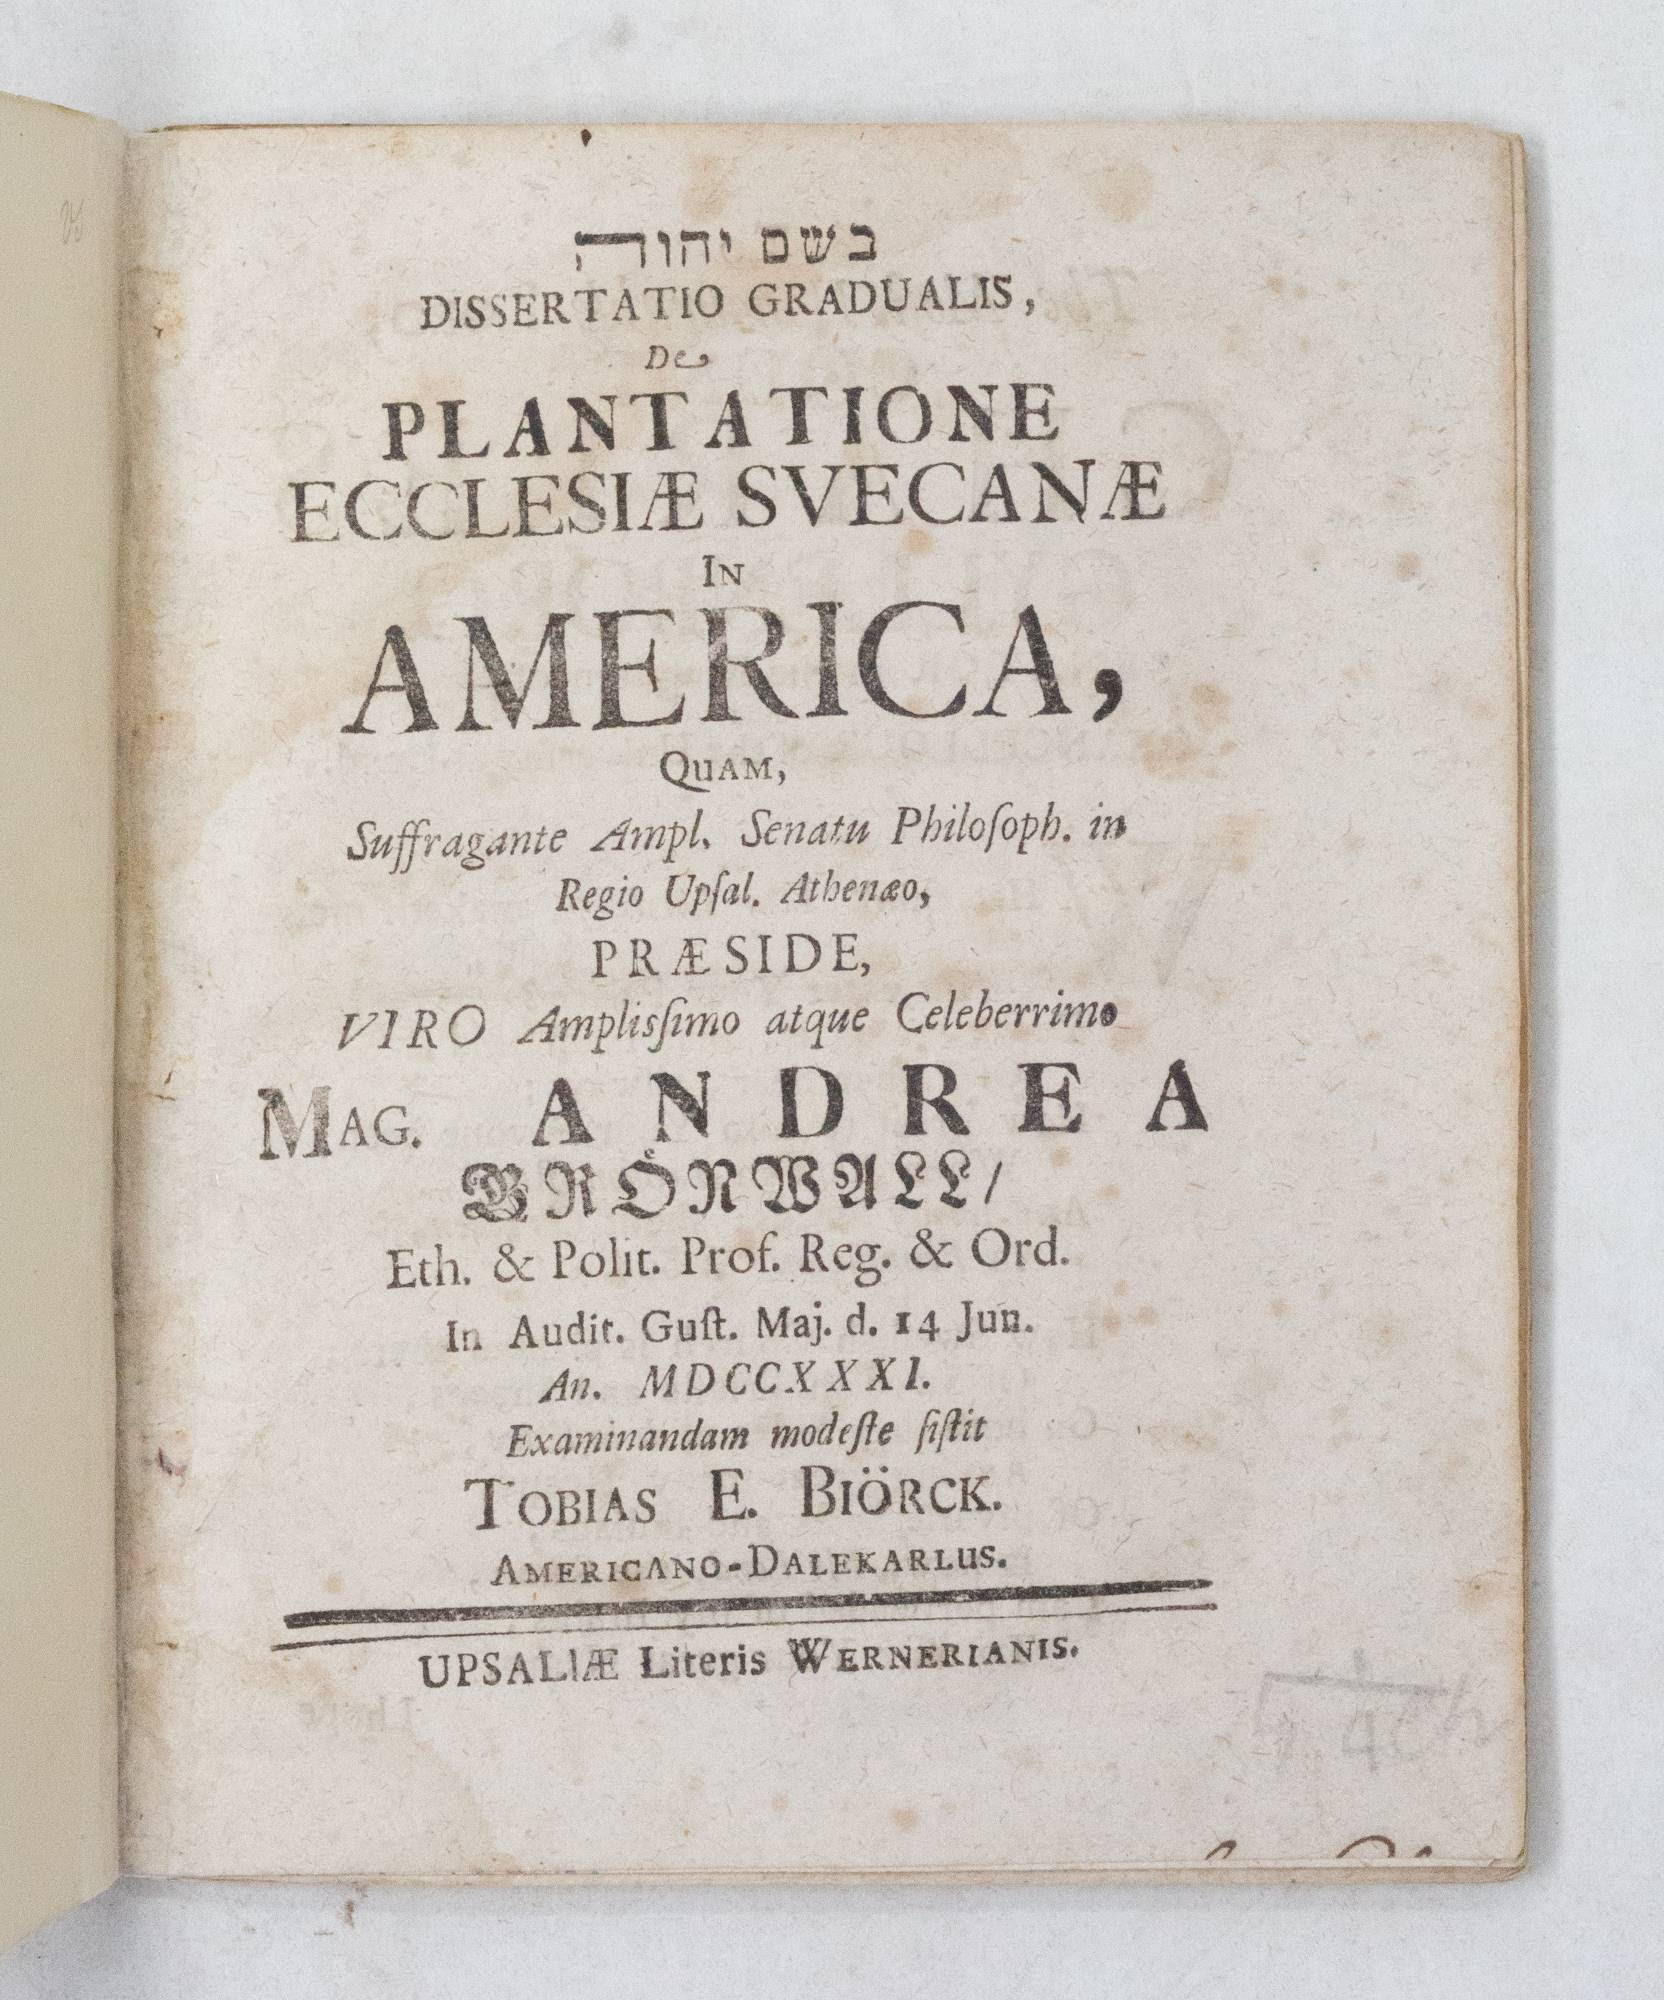 בשם יהוה
DISSERTATIO GRADUALIS,
De
PLANTATIONE
ECCLESIÆ SVECANÆ
In
AMERICA,
Quam,
Suffragante Ampl. Senatu Philoſoph. in
Regio Upſal. Athenæo,
PRÆSIDE,
VIRO Ampliſsimo atque Celeberrimo
Mag. ANDREA
BRÖNWALL/
Eth. & Polit. Prof. Reg. & Ord.
In Audit. Guſt. Maj. d. 14 Jun.
An. MDCCXXXI.
Examinandam modeſte ſiſtit
Tobias E. Biörck.
Americano-Dalekarlus.
UPSALIÆ Literis Wernerianis.